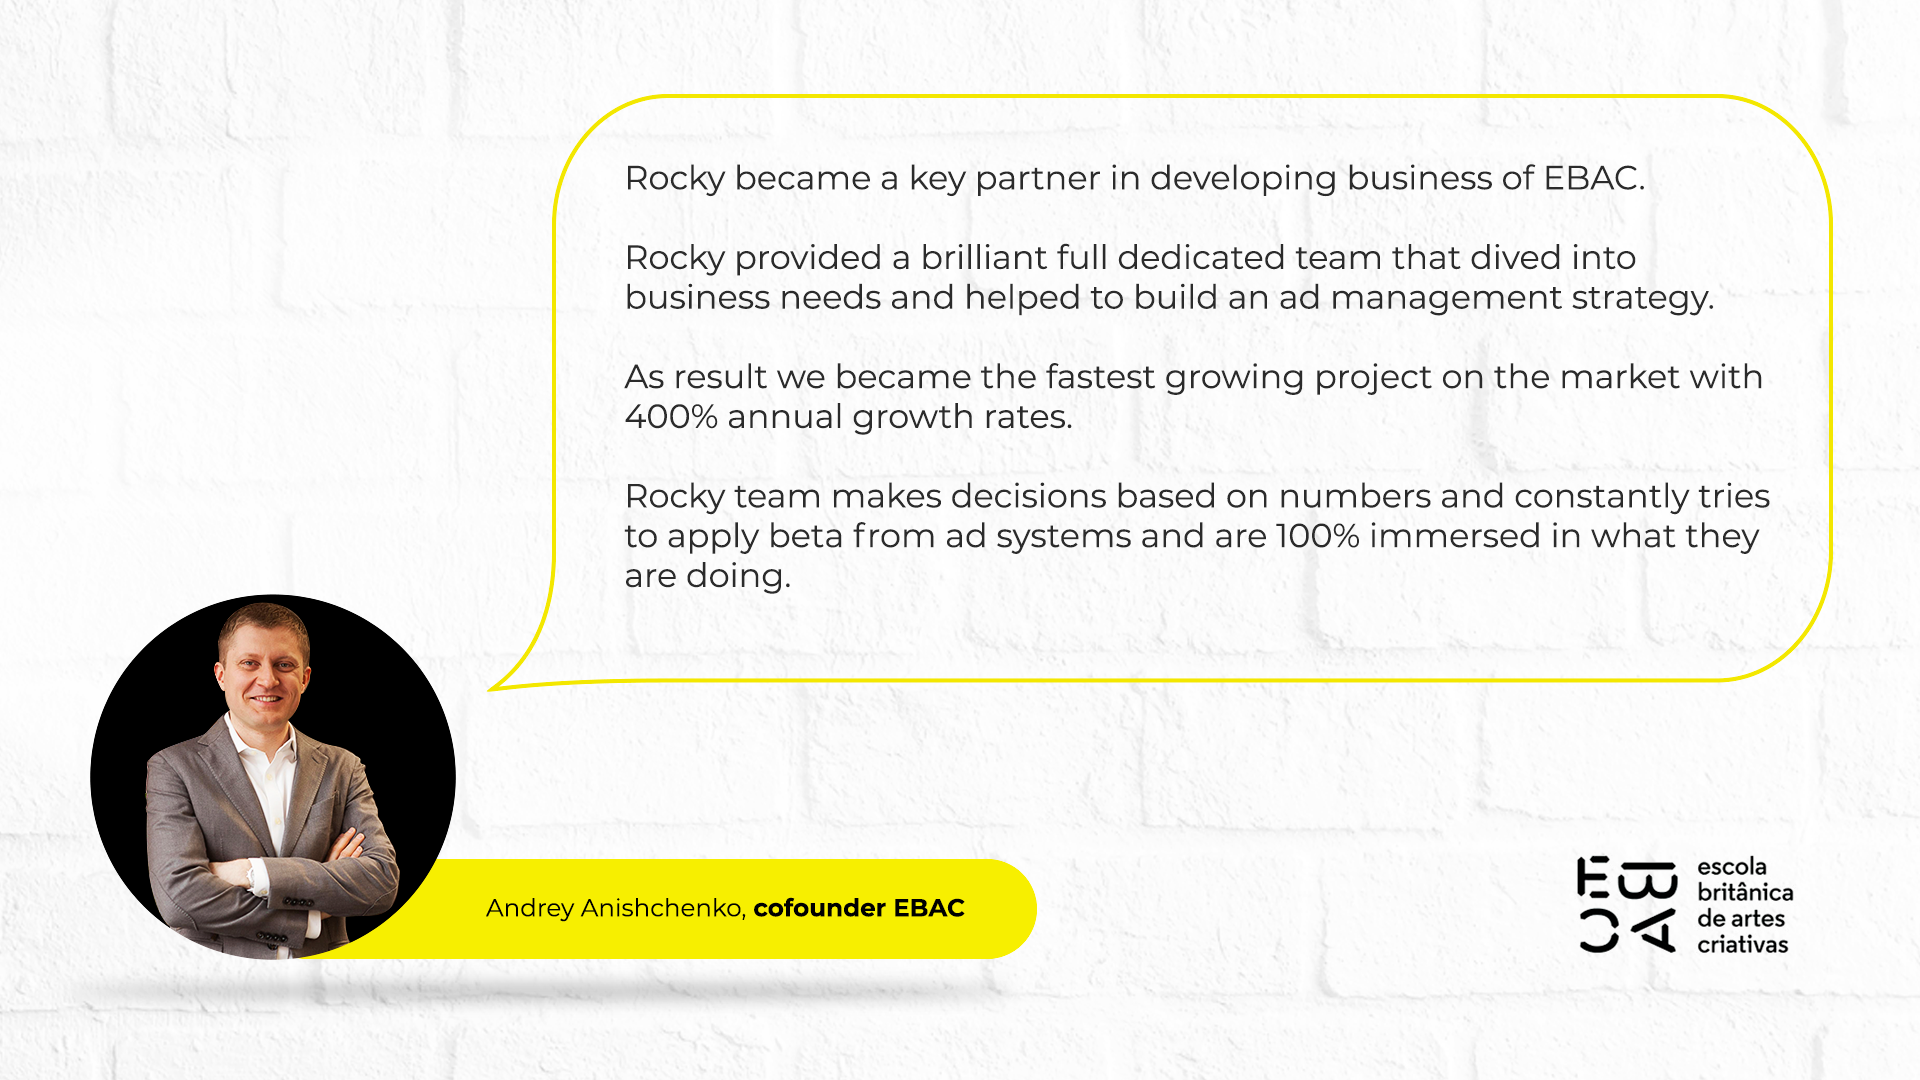 Rocky became a key partner in developing business of EBAC.
Rocky provided a brilliant full dedicated team that dived into
business needs and helped to build an ad management strategy.
As result we became the fastest growing project on the market with
400% annual growth rates.
Rocky team makes decisions based on numbers and constantly tries
to apply beta from ad systems and are 100% immersed in what they
are doing.
Andrey Anishchenko, cofounder EBAC
EBAC
escola
britânica
de artes
criativas